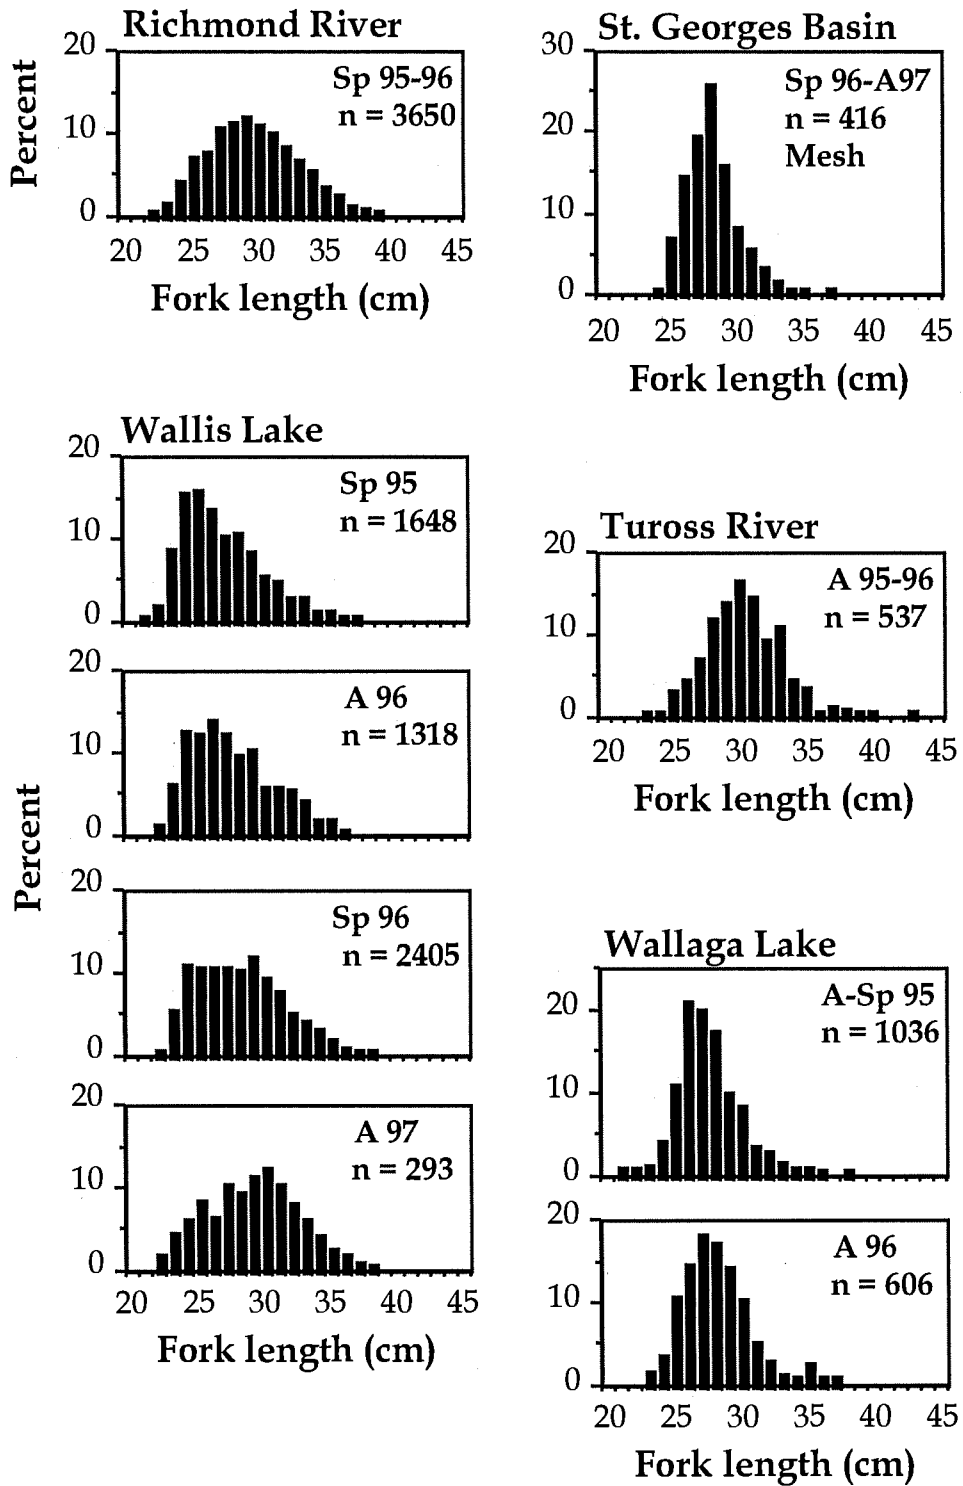 Richmond River
20
10
0
Percent
Sp 95-96
n = 3650
20 25 30 35 40 45
Fork length (cm)
St. Georges Basin
30
20
10
0
Sp 96-A97
n = 416
Mesh
20 25 30 35 40 45
Fork length (cm)
Wallis Lake
20
10
0
Sp 95
n = 1648
20
10
0
A 96
n = 1318
Percent
20
10
0
Sp 96
n = 2405
20
10
0
A 97
n = 293
20 25 30 35 40 45
Fork length (cm)
Tuross River
20
10
0
A 95-96
n = 537
20 25 30 35 40 45
Fork length (cm)
Wallaga Lake
20
10
0
A-Sp 95
n = 1036
20
10
0
A 96
n = 606
20 25 30 35 40 45
Fork length (cm)